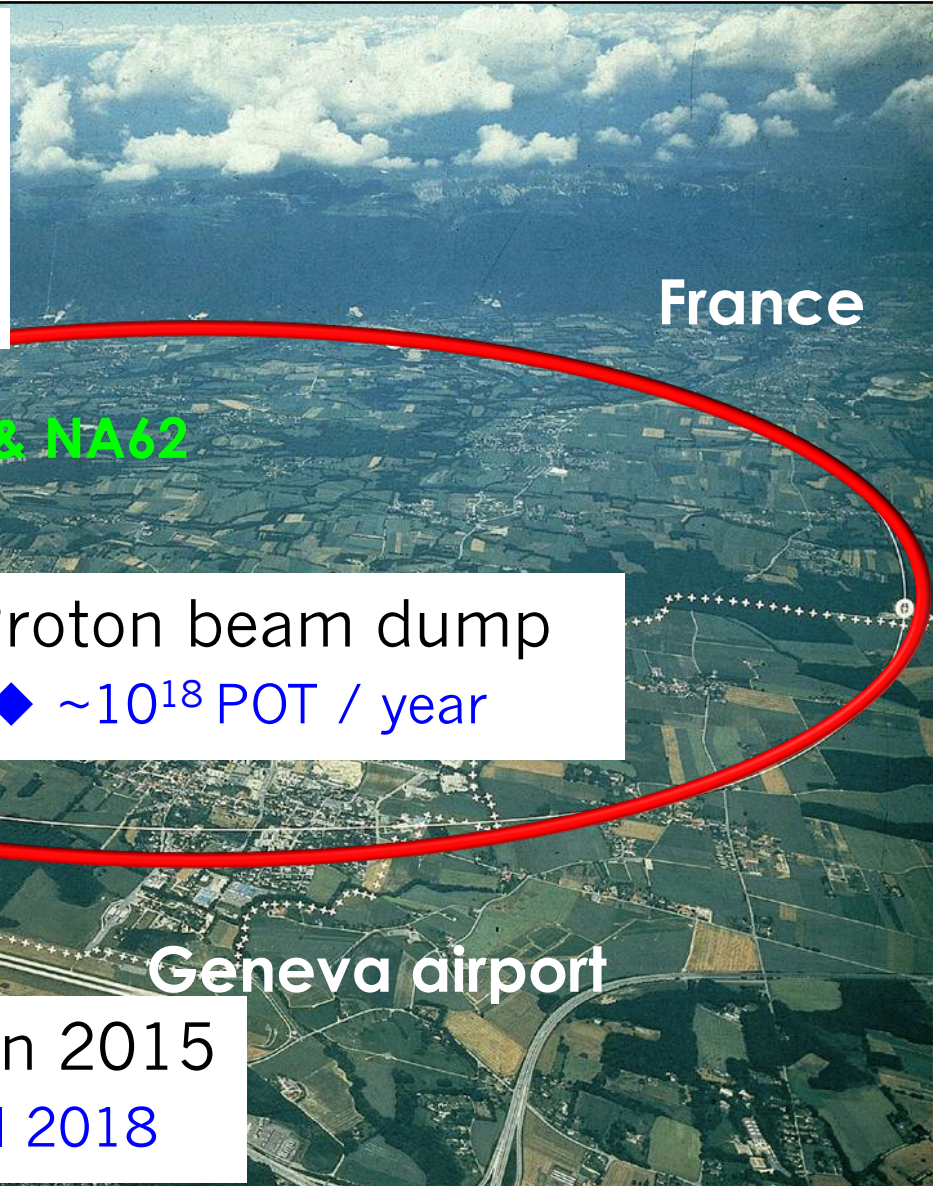 France
& NA62
roton beam dump
◆ ~10¹⁸ POT / year
Geneva airport
n 2015
2018